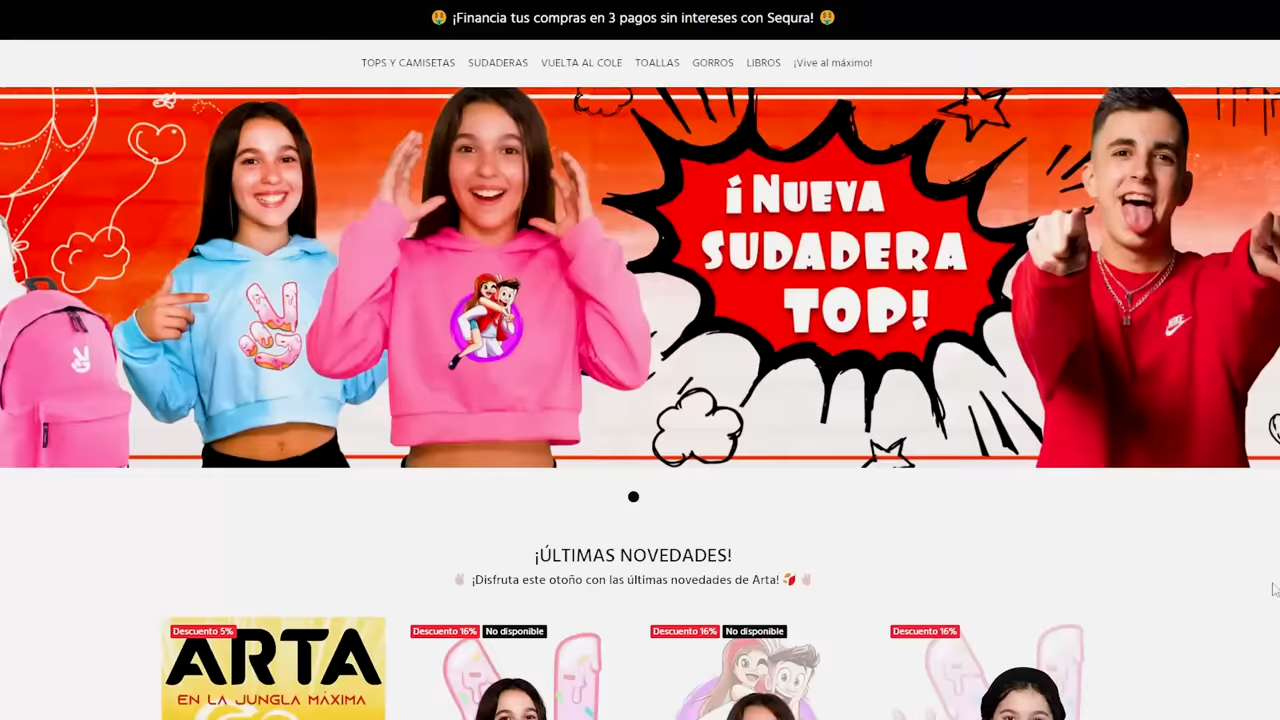 🤑 ¡Financia tus compras en 3 pagos sin intereses con Sequra! 🤑
TOPS Y CAMISETAS SUDADERAS VUELTA AL COLE TOALLAS GORROS LIBROS ¡Vive al máximo!
¡NUEVA
SUDADERA
TOP!
NIKE
¡ÚLTIMAS NOVEDADES!
¡Disfruta este otoño con las últimas novedades de Arta!
Descuento 5%
Descuento 16% No disponible
Descuento 16% No disponible
Descuento 16%
ARTA
EN LA JUNGLA MÁXIMA